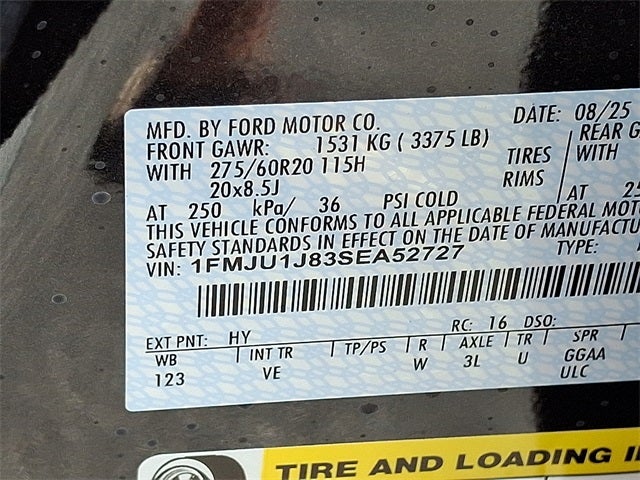 MFD. BY FORD MOTOR CO. DATE: 08/25
FRONT GAWR: 1531 KG ( 3375 LB) REAR G
WITH 275/60R20 115H TIRES WITH
20x8.5J RIMS
AT 250 kPa/ 36 PSI COLD AT 25
THIS VEHICLE CONFORMS TO ALL APPLICABLE FEDERAL MOT
SAFETY STANDARDS IN EFFECT ON THE DATE OF MANUFACTU
VIN: 1FMJU1J83SEA52727 TYPE:
EXT PNT: HY RC: 16 DSO:
WB INT TR TP/PS R AXLE TR SPR
123 VE W 3L U GGAA
ULC
TIRE AND LOADING I